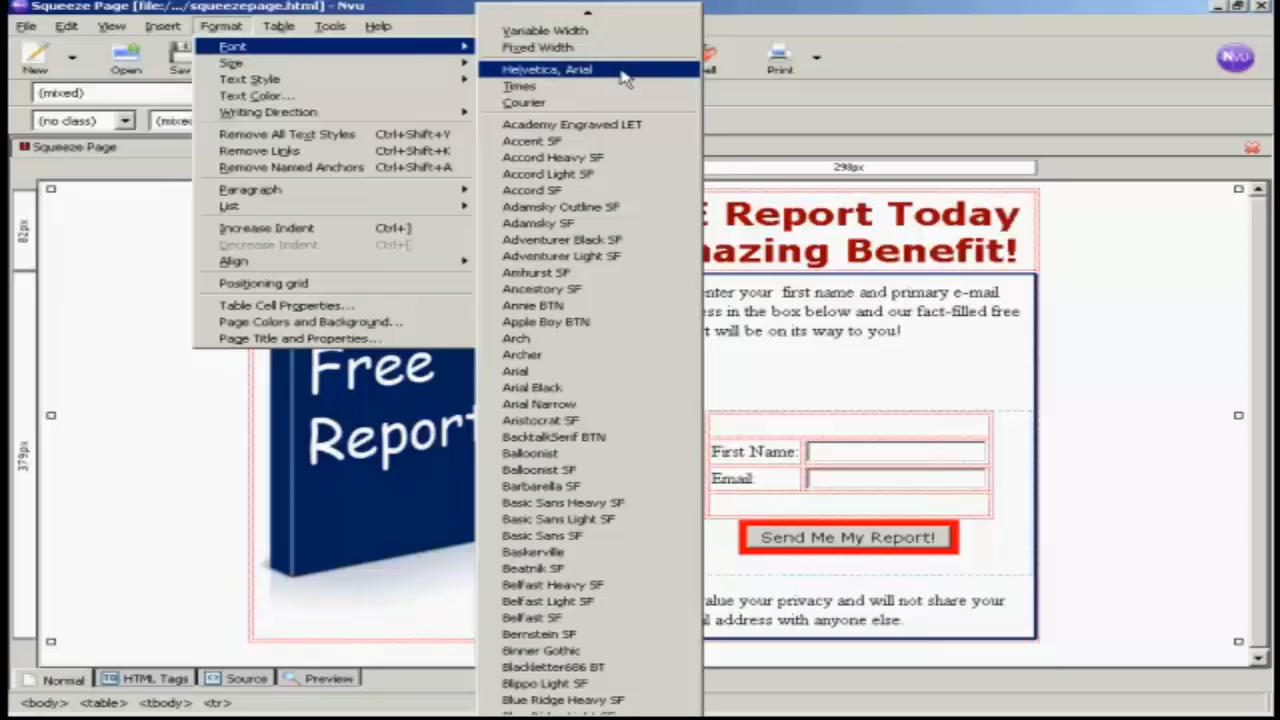 Squeeze Page [file:/.../squeezepage.html] - Nvu
File Edit View Insert Format Table Tools Help
New Open Print
(mixed)
(no class)
Squeeze Page
Font
Size
Text Style
Text Color...
Writing Direction
Remove All Text Styles Ctrl+Shift+Y
Remove Links Ctrl+Shift+K
Remove Named Anchors Ctrl+Shift+A
Paragraph
List
Increase Indent Ctrl+]
Decrease Indent Ctrl+[
Align
Positioning grid
Table Cell Properties...
Page Colors and Background...
Page Title and Properties...
Variable Width
Fixed Width
Helvetica, Arial
Times
Courier
Academy Engraved LET
Accent SF
Accord Heavy SF
Accord Light SF
Accord SF
Adamsky Outline SF
Adamsky SF
Adventurer Black SF
Adventurer Light SF
Amhurst SF
Ancestory SF
Annie BTN
Apple Boy BTN
Arch
Archer
Arial
Arial Black
Arial Narrow
Aristocrat SF
BacktalkSerif BTN
Balloonist
Balloonist SF
Barbarella SF
Basic Sans Heavy SF
Basic Sans Light SF
Basic Sans SF
Baskerville
Beatnik SF
Belfast Heavy SF
Belfast Light SF
Belfast SF
Bernstein SF
Binner Gothic
Blackletter686 BT
Blippo Light SF
Blue Ridge Heavy SF
298px
82px
379px
E Report Today
azing Benefit!
enter your first name and primary e-mail
ss in the box below and our fact-filled free
t will be on its way to you!
Free
Report
First Name:
Email
Send Me My Report!
alue your privacy and will not share your
l address with anyone else.
Normal HTML Tags Source Preview
<body> <table> <tbody> <tr>